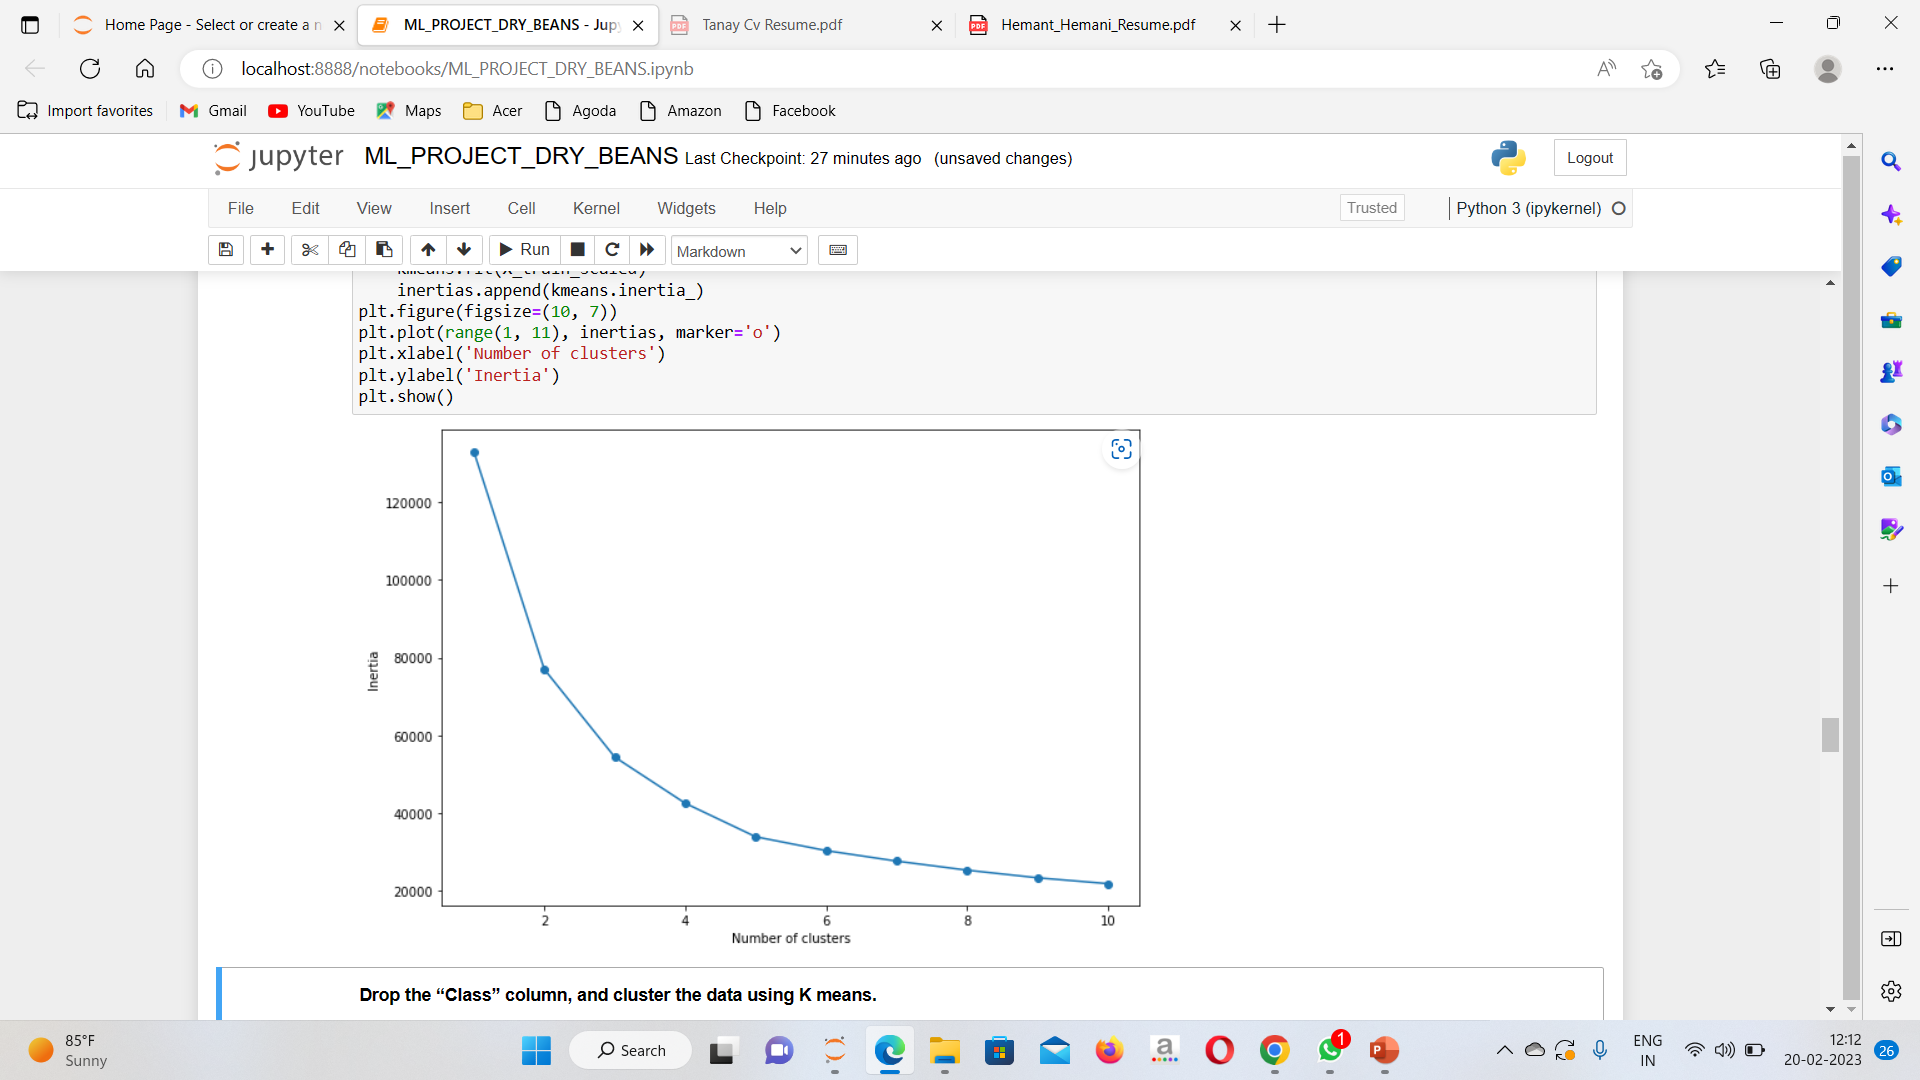 Home Page - Select or create a n
ML_PROJECT_DRY_BEANS - Jup
Tanay Cv Resume.pdf
Hemant_Hemani_Resume.pdf
localhost:8888/notebooks/ML_PROJECT_DRY_BEANS.ipynb
Import favorites
Gmail
YouTube
Maps
Acer
Agoda
Amazon
Facebook
jupyter ML_PROJECT_DRY_BEANS Last Checkpoint: 27 minutes ago (unsaved changes)
Logout
File Edit View Insert Cell Kernel Widgets Help
Trusted
Python 3 (ipykernel)
Run
Markdown
inertias.append(kmeans.inertia_)
plt.figure(figsize=(10, 7))
plt.plot(range(1, 11), inertias, marker='o')
plt.xlabel('Number of clusters')
plt.ylabel('Inertia')
plt.show()
120000
100000
80000
60000
40000
20000
Inertia
2 4 6 8 10
Number of clusters
Drop the “Class” column, and cluster the data using K means.
85°F
Sunny
Search
1
ENG
IN
12:12
20-02-2023
26